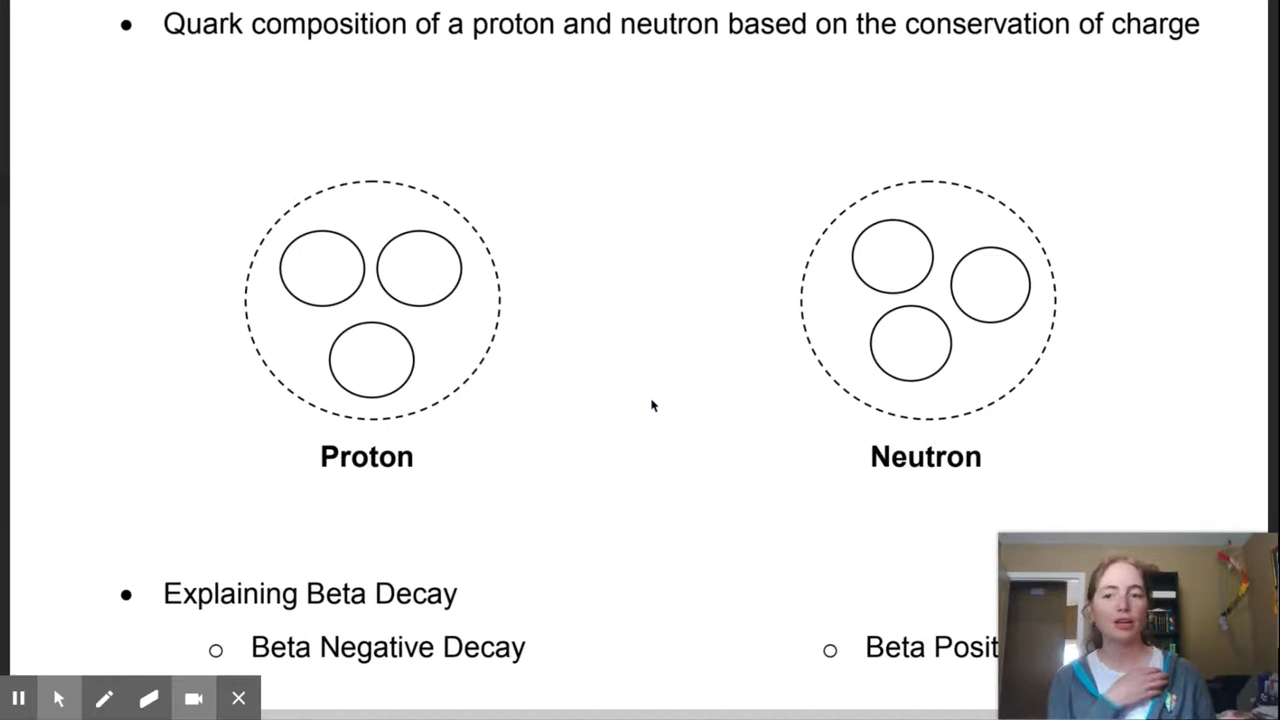 • Quark composition of a proton and neutron based on the conservation of charge
Proton
Neutron
• Explaining Beta Decay
○ Beta Negative Decay
○ Beta Posit